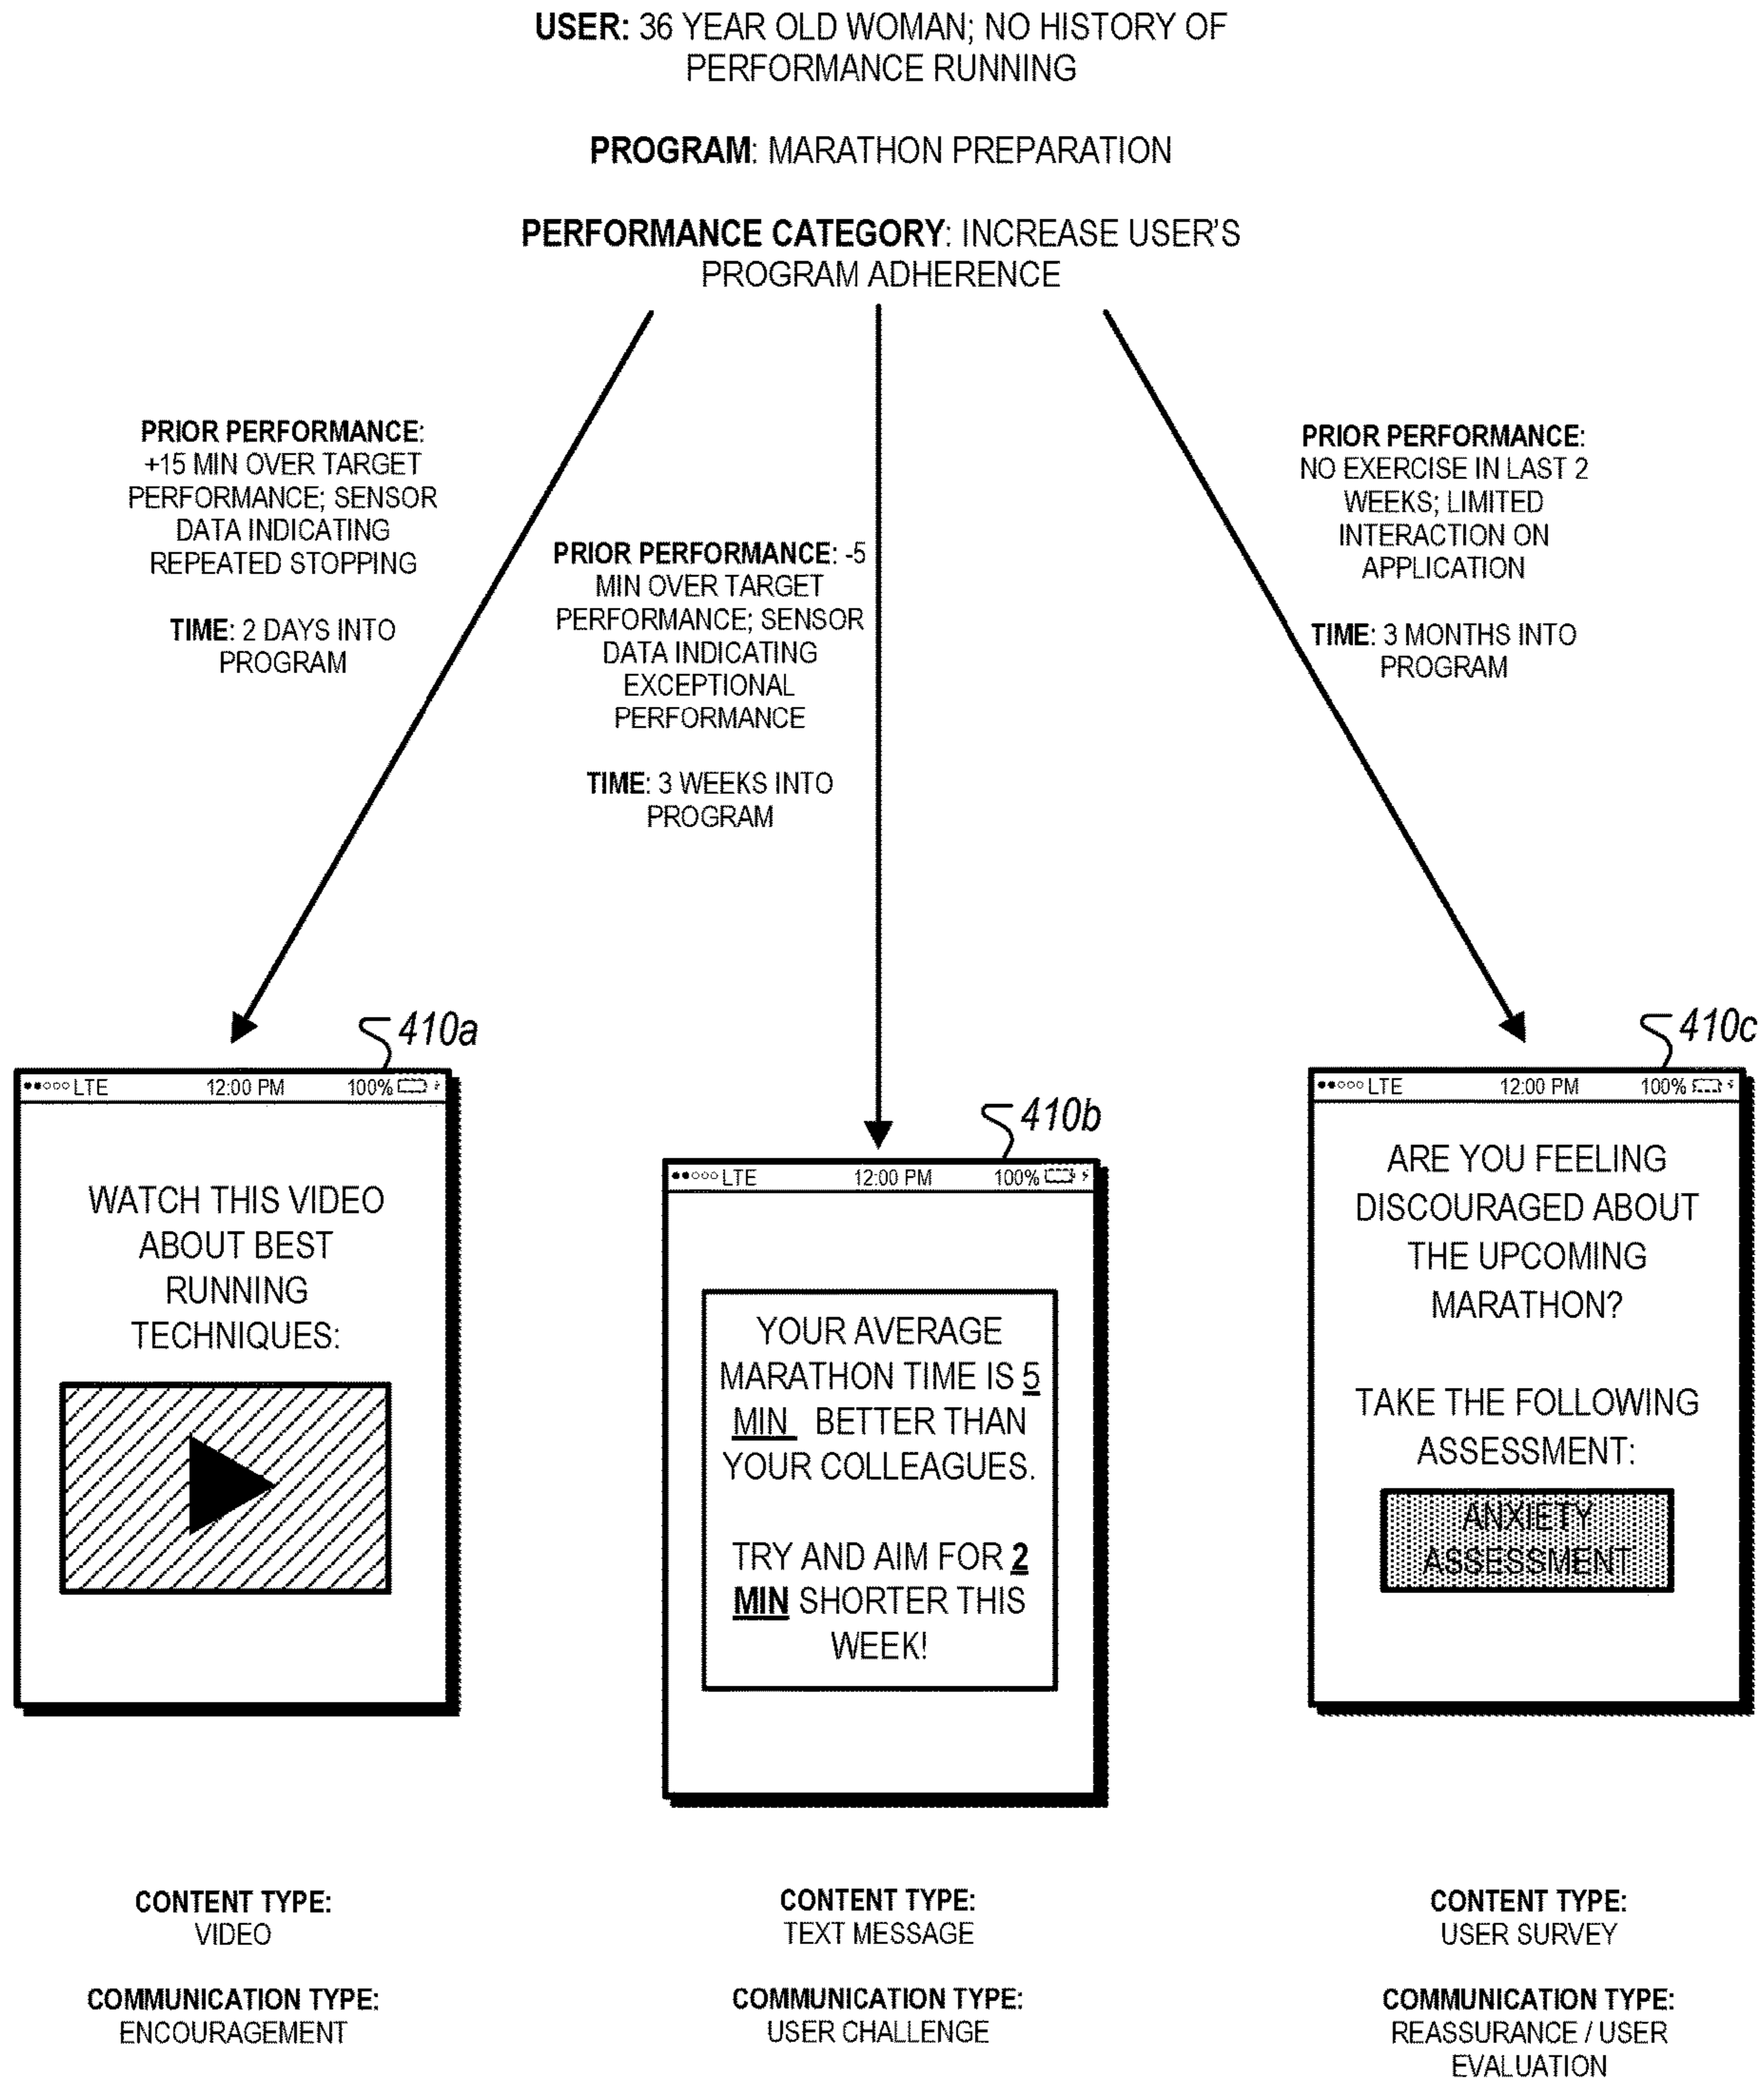 USER: 36 YEAR OLD WOMAN; NO HISTORY OF
PERFORMANCE RUNNING
PROGRAM: MARATHON PREPARATION
PERFORMANCE CATEGORY: INCREASE USER'S
PROGRAM ADHERENCE
PRIOR PERFORMANCE:
+15 MIN OVER TARGET
PERFORMANCE; SENSOR
DATA INDICATING
REPEATED STOPPING
TIME: 2 DAYS INTO
PROGRAM
PRIOR PERFORMANCE: -5
MIN OVER TARGET
PERFORMANCE; SENSOR
DATA INDICATING
EXCEPTIONAL
PERFORMANCE
TIME: 3 WEEKS INTO
PROGRAM
PRIOR PERFORMANCE:
NO EXERCISE IN LAST 2
WEEKS; LIMITED
INTERACTION ON
APPLICATION
TIME: 3 MONTHS INTO
PROGRAM
410a
LTE 12:00 PM 100%
WATCH THIS VIDEO
ABOUT BEST
RUNNING
TECHNIQUES:
410b
LTE 12:00 PM 100%
YOUR AVERAGE
MARATHON TIME IS 5
MIN BETTER THAN
YOUR COLLEAGUES.
TRY AND AIM FOR 2
MIN SHORTER THIS
WEEK!
410c
LTE 12:00 PM 100%
ARE YOU FEELING
DISCOURAGED ABOUT
THE UPCOMING
MARATHON?
TAKE THE FOLLOWING
ASSESSMENT:
ANXIETY
ASSESSMENT
CONTENT TYPE:
VIDEO
COMMUNICATION TYPE:
ENCOURAGEMENT
CONTENT TYPE:
TEXT MESSAGE
COMMUNICATION TYPE:
USER CHALLENGE
CONTENT TYPE:
USER SURVEY
COMMUNICATION TYPE:
REASSURANCE / USER
EVALUATION